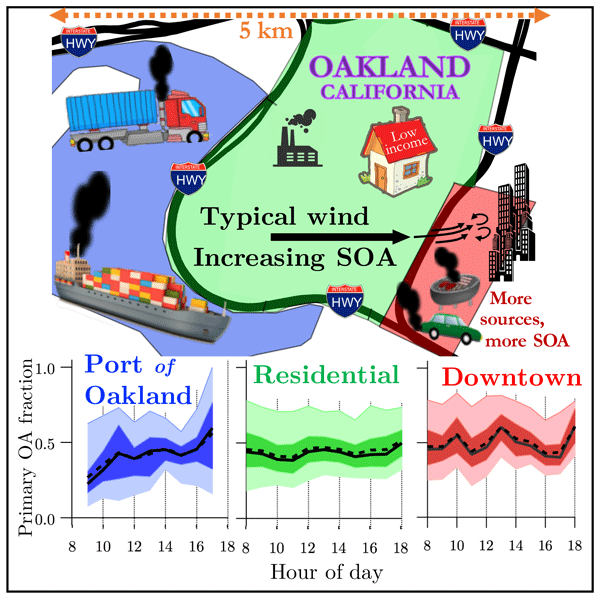 5 km
INTERSTATE
HWY
INTERSTATE
HWY
OAKLAND
CALIFORNIA
Low
income
INTERSTATE
HWY
INTERSTATE
HWY
Typical wind
Increasing SOA
INTERSTATE
HWY
More
sources,
more SOA
Port of
Oakland
Residential
Downtown
Primary OA fraction
1.0
0.5
0.0
8 10 12 14 16 18
8 10 12 14 16 18
8 10 12 14 16 18
Hour of day